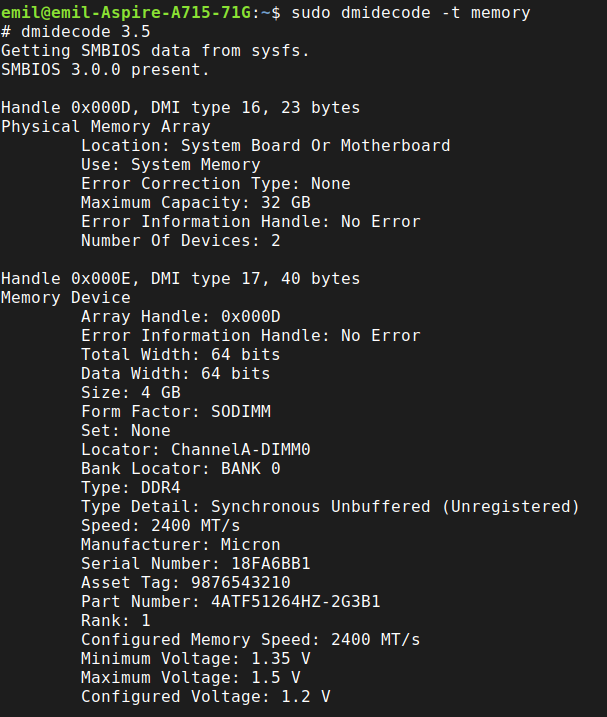 emil@emil-Aspire-A715-71G:~$ sudo dmidecode -t memory
# dmidecode 3.5
Getting SMBIOS data from sysfs.
SMBIOS 3.0.0 present.

Handle 0x000D, DMI type 16, 23 bytes
Physical Memory Array
        Location: System Board Or Motherboard
        Use: System Memory
        Error Correction Type: None
        Maximum Capacity: 32 GB
        Error Information Handle: No Error
        Number Of Devices: 2

Handle 0x000E, DMI type 17, 40 bytes
Memory Device
        Array Handle: 0x000D
        Error Information Handle: No Error
        Total Width: 64 bits
        Data Width: 64 bits
        Size: 4 GB
        Form Factor: SODIMM
        Set: None
        Locator: ChannelA-DIMM0
        Bank Locator: BANK 0
        Type: DDR4
        Type Detail: Synchronous Unbuffered (Unregistered)
        Speed: 2400 MT/s
        Manufacturer: Micron
        Serial Number: 18FA6BB1
        Asset Tag: 9876543210
        Part Number: 4ATF51264HZ-2G3B1
        Rank: 1
        Configured Memory Speed: 2400 MT/s
        Minimum Voltage: 1.35 V
        Maximum Voltage: 1.5 V
        Configured Voltage: 1.2 V